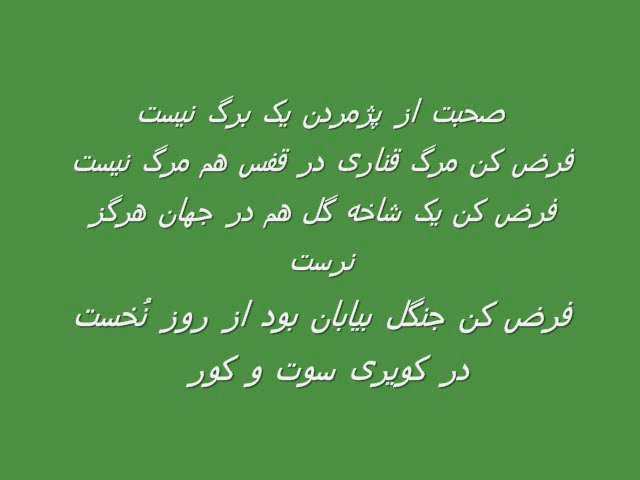 صحبت از پژمردن یک برگ نیست
فرض کن مرگ قناری در قفس هم مرگ نیست
فرض کن یک شاخه گل هم در جهان هرگز
نرست
فرض کن جنگل بیابان بود از روز نُخست
در کویری سوت و کور